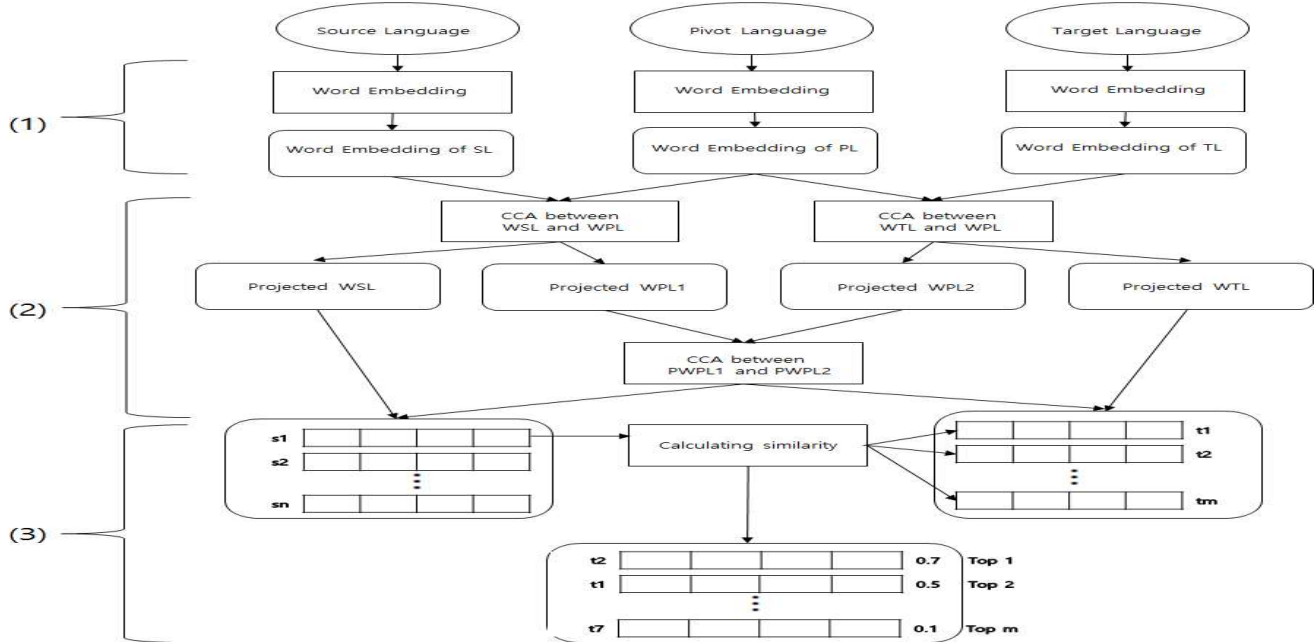 Source Language
Pivot Language
Target Language
(1)
Word Embedding
Word Embedding
Word Embedding
Word Embedding of SL
Word Embedding of PL
Word Embedding of TL
(2)
CCA between
WSL and WPL
CCA between
WTL and WPL
Projected WSL
Projected WPL1
Projected WPL2
Projected WTL
CCA between
PWPL1 and PWPL2
(3)
s1
s2
sn
Calculating similarity
t1
t2
tm
t2 0.7 Top 1
t1 0.5 Top 2
t7 0.1 Top m